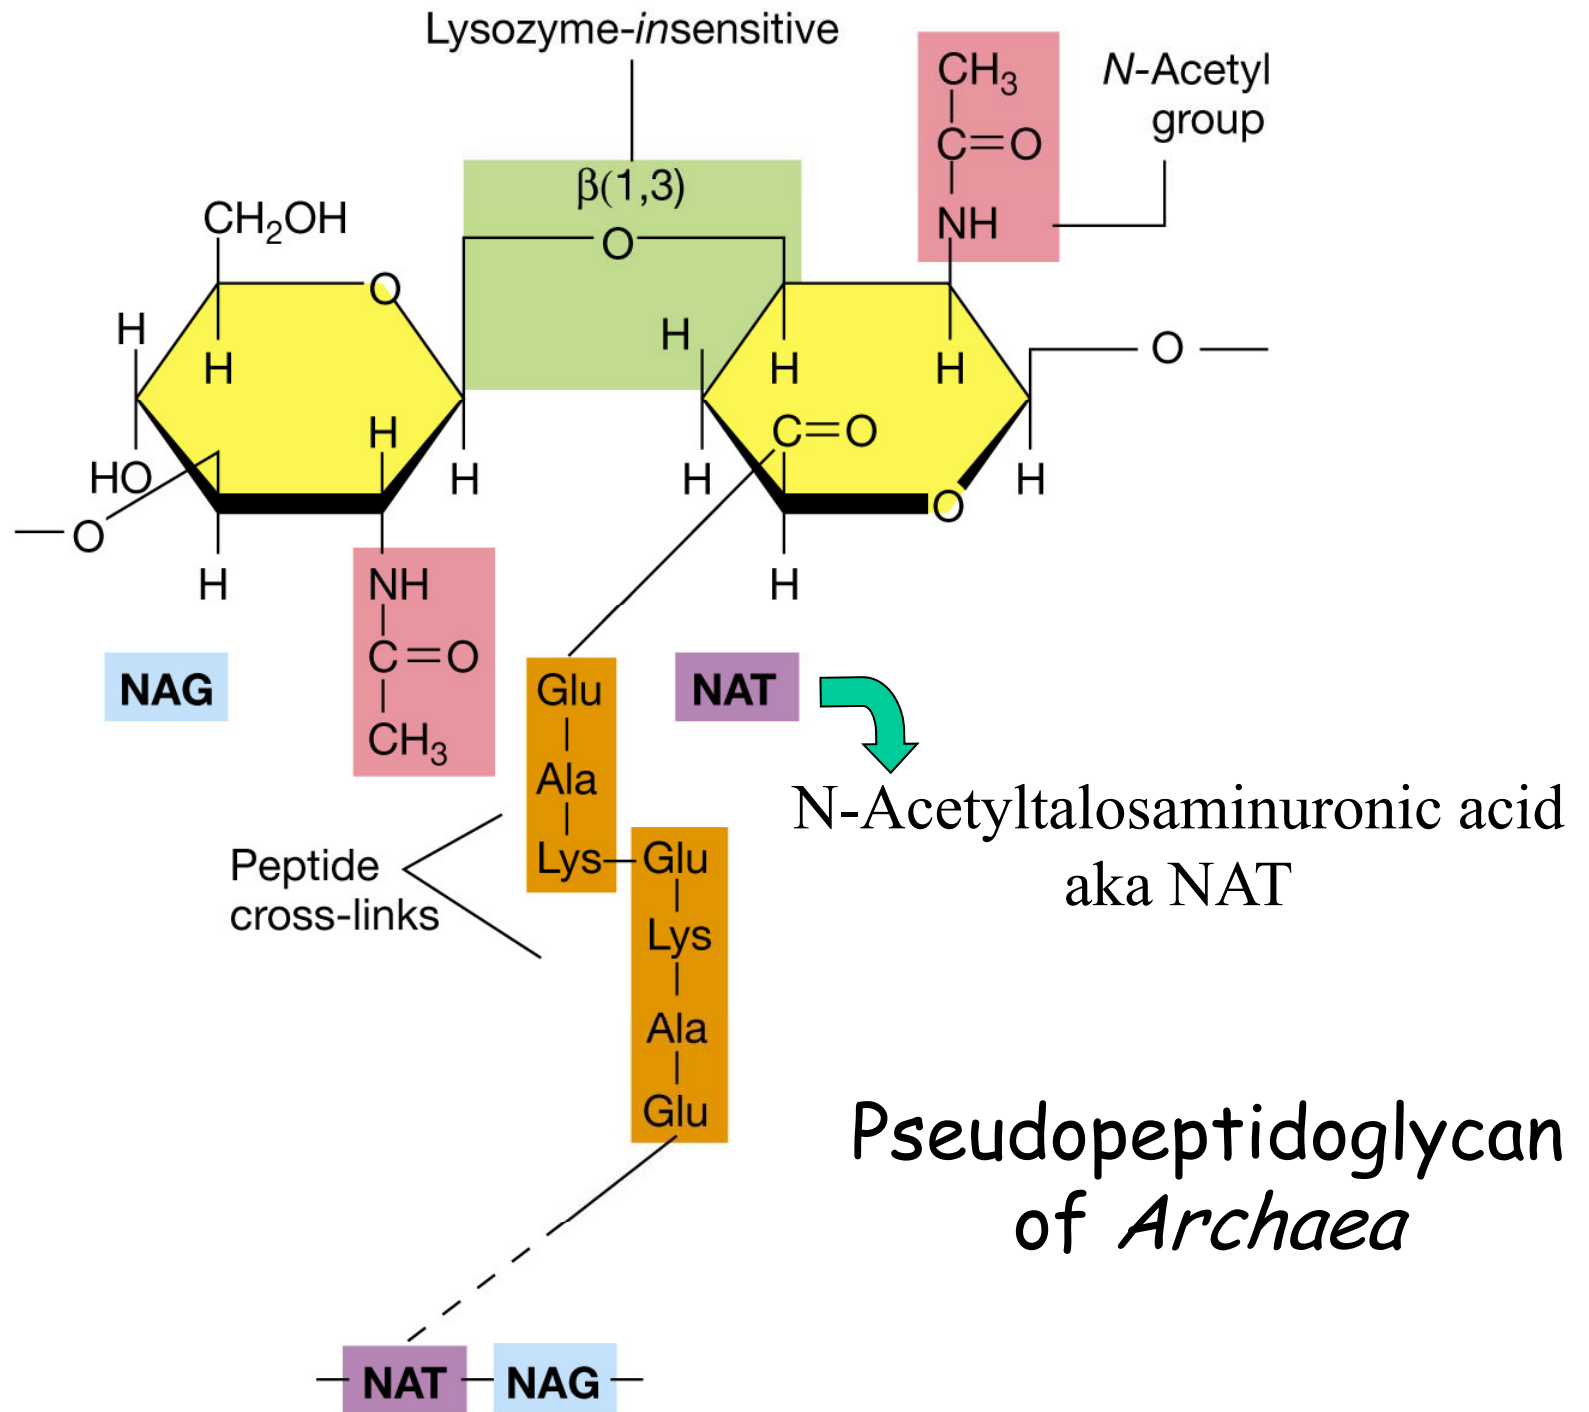 Lysozyme-insensitive
CH3
C=O
NH
N-Acetyl
group
β(1,3)
O
CH2OH
O
H
H
H
H
H
H
O
H
C=O
HO
H
H
H
O
O
H
H
NH
C=O
CH3
NAG
Glu
Ala
Lys
NAT
N-Acetyltalosaminuronic acid
aka NAT
Peptide
cross-links
Glu
Lys
Ala
Glu
Pseudopeptidoglycan
of Archaea
NAT
NAG